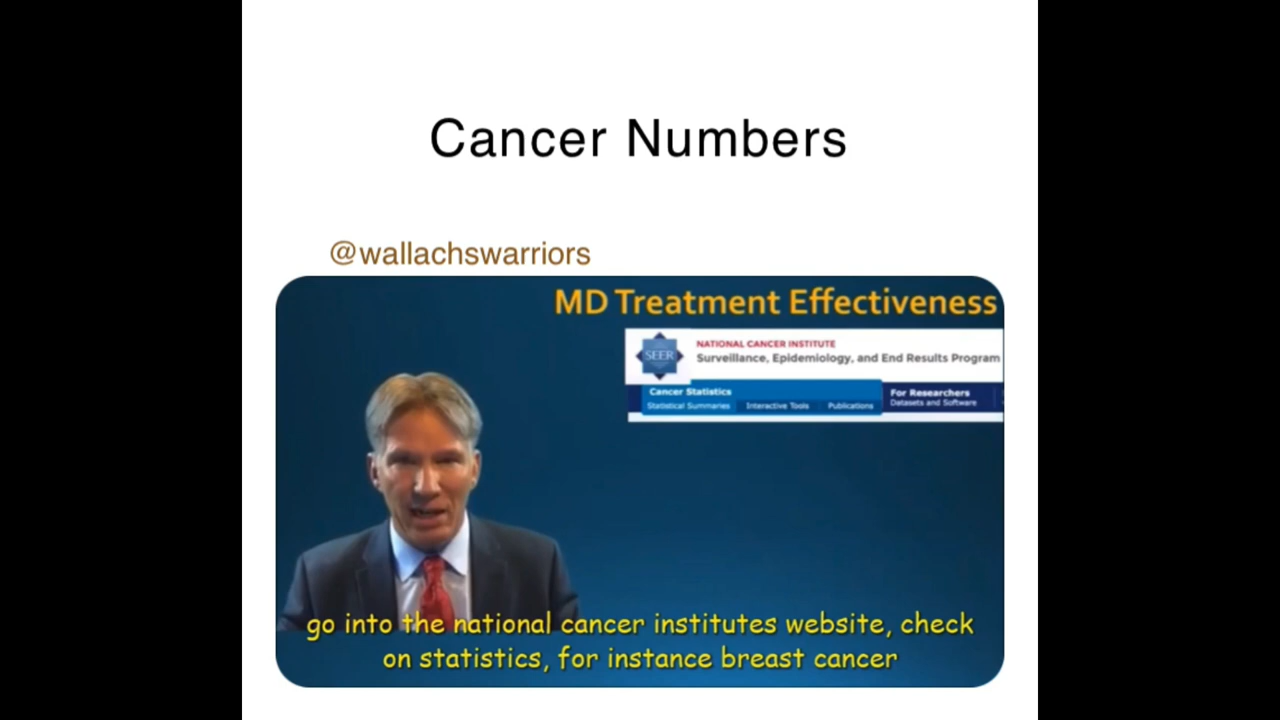 Cancer Numbers
@wallachswarriors
MD Treatment Effectiveness
SEER
NATIONAL CANCER INSTITUTE
Surveillance, Epidemiology, and End Results Program
Cancer Statistics
For Researchers
Statistical Summaries Interactive Tools Publications
Datasets and Software
go into the national cancer institutes website, check
on statistics, for instance breast cancer